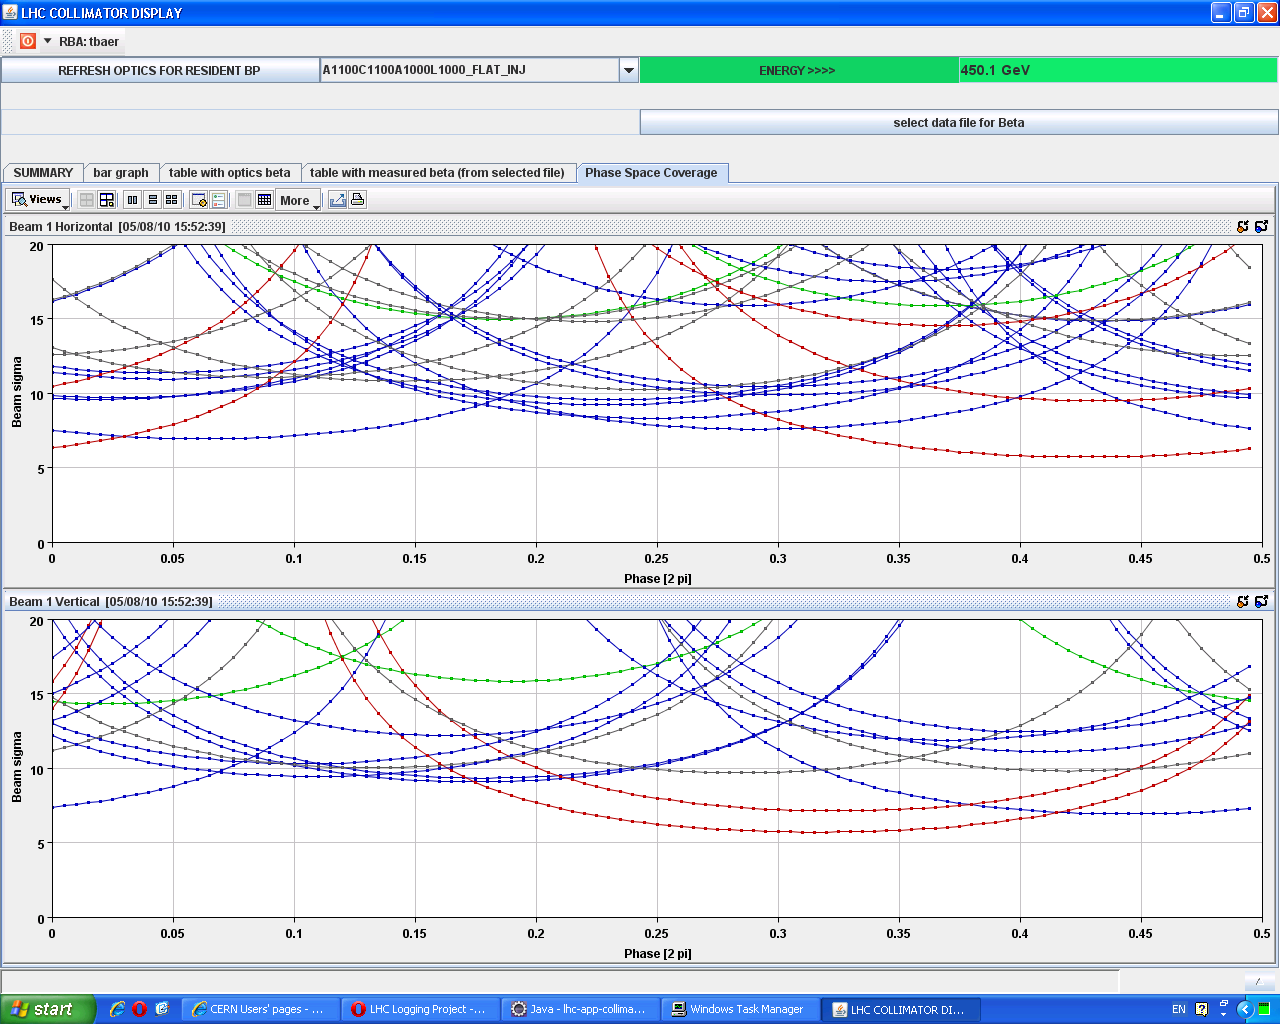 LHC COLLIMATOR DISPLAY
RBA: tbaer
REFRESH OPTICS FOR RESIDENT BP A1100C1100A1000L1000_FLAT_INJ ENERGY >>>> 450.1 GeV
select data file for Beta
SUMMARY bar graph table with optics beta table with measured beta (from selected file) Phase Space Coverage
Views More
Beam 1 Horizontal [05/08/10 15:52:39]
20
15
10
5
0
Beam sigma
0 0.05 0.1 0.15 0.2 0.25 0.3 0.35 0.4 0.45 0.5
Phase [2 pi]
Beam 1 Vertical [05/08/10 15:52:39]
20
15
10
5
0
Beam sigma
0 0.05 0.1 0.15 0.2 0.25 0.3 0.35 0.4 0.45 0.5
Phase [2 pi]
start CERN Users' pages - ... LHC Logging Project -... Java - lhc-app-collima... Windows Task Manager LHC COLLIMATOR DI... EN